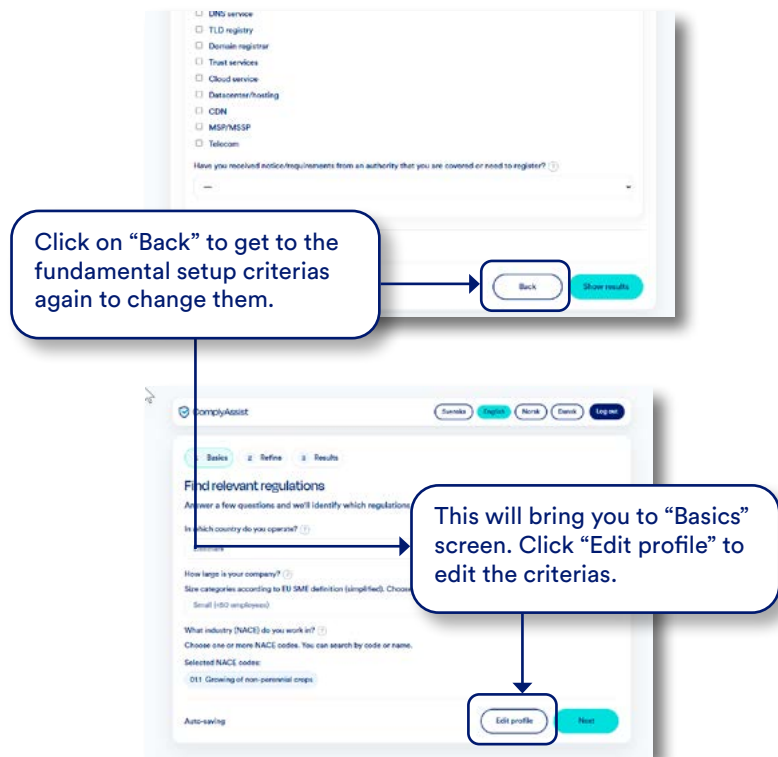 DNS service
TLD registry
Domain registrar
Trust services
Cloud service
Datacenter/hosting
CDN
MSP/MSSP
Telecom
Have you received notice/requirements from an authority that you are covered or need to register? ?
—
Click on “Back” to get to the
fundamental setup criterias
again to change them.
Back
Show results
ComplyAssist
Svenska
English
Norsk
Dansk
Log out
Basics
2 Refine
3 Results
Find relevant regulations
Answer a few questions and we'll identify which regulations
In which country do you operate? ?
This will bring you to “Basics”
screen. Click “Edit profile” to
edit the criterias.
How large is your company? ?
Size categories according to EU SME definition (simplified). Choose
Small (<50 employees)
What industry (NACE) do you work in? ?
Choose one or more NACE codes. You can search by code or name.
Selected NACE codes:
01.1 Growing of non-perennial crops
Auto-saving
Edit profile
Next